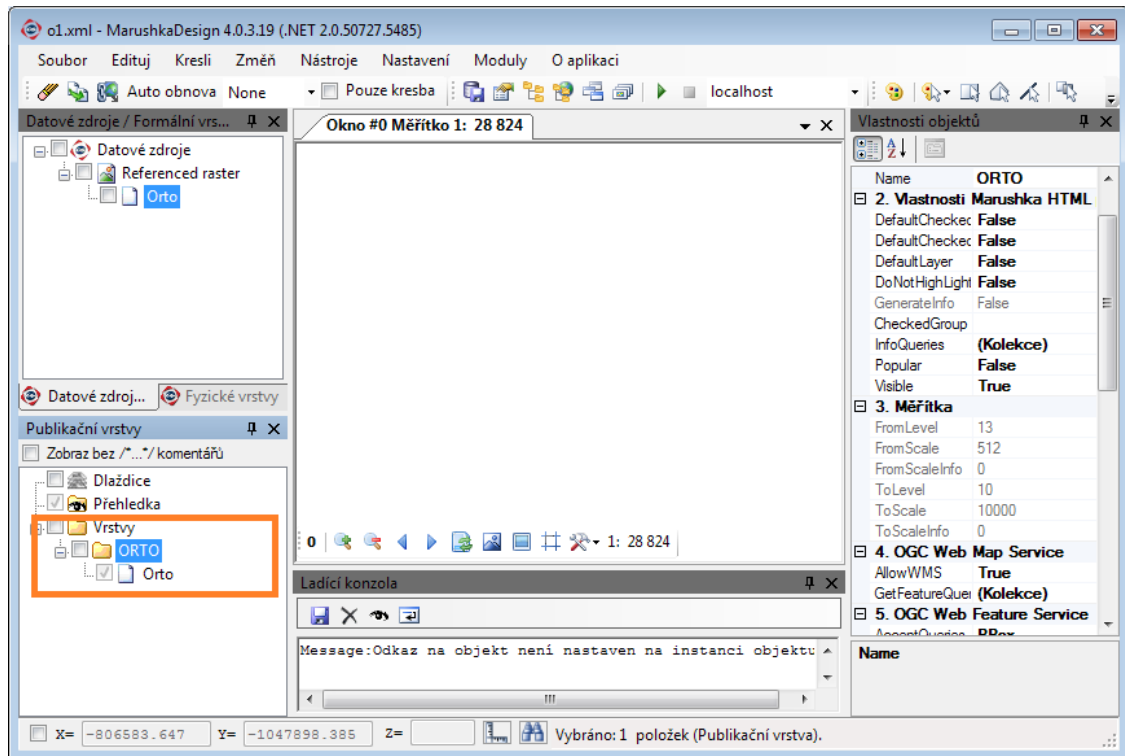 o1.xml - MarushkaDesign 4.0.3.19 (.NET 2.0.50727.5485)
Soubor Edituj Kresli Změň Nástroje Nastavení Moduly O aplikaci
Auto obnova None Pouze kresba localhost
Datové zdroje / Formální vrs...
Datové zdroje
Referenced raster
Orto
Datové zdroj... Fyzické vrstvy
Publikační vrstvy
Zobraz bez /*...*/ komentářů
Dlaždice
Přehledka
Vrstvy
ORTO
Orto
Okno #0 Měřítko 1: 28 824
0 1: 28 824
Ladící konzola
Message:Odkaz na objekt není nastaven na instanci objektu
Vlastnosti objektů
Name ORTO
2. Vlastnosti Marushka HTML
DefaultChecked False
DefaultChecked False
DefaultLayer False
DoNotHighLight False
GenerateInfo False
CheckedGroup
InfoQueries (Kolekce)
Popular False
Visible True
3. Měřítka
FromLevel 13
FromScale 512
FromScaleInfo 0
ToLevel 10
ToScale 10000
ToScaleInfo 0
4. OGC Web Map Service
AllowWMS True
GetFeatureQuer (Kolekce)
5. OGC Web Feature Service
Name
X= -806583.647 Y= -1047898.385 Z= Vybráno: 1 položek (Publikační vrstva).